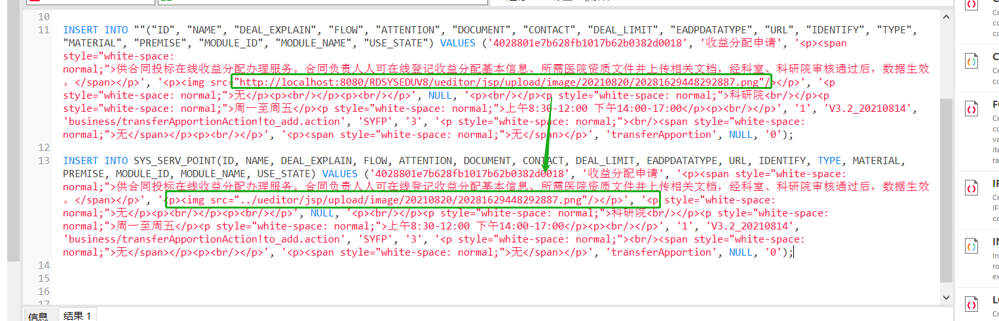 10
11 INSERT INTO ""("ID", "NAME", "DEAL_EXPLAIN", "FLOW", "ATTENTION", "DOCUMENT", "CONTACT", "DEAL_LIMIT", "EADPDATATYPE", "URL", "IDENTIFY", "TYPE",
"MATERIAL", "PREMISE", "MODULE_ID", "MODULE_NAME", "USE_STATE") VALUES ('4028801e7b628fb1017b62b0382d0018', '收益分配申请', '<p><span
style="white-space:
normal;">供合同投标在线收益分配办理服务。合同负责人人可在线登记收益分配基本信息、所需医院资质文件并上传相关文档，经科室、科研院审核通过后，数据生效
。</span></p>', '<p><img src="http://localhost:8080/RDSYSEDUV8/ueditor/jsp/upload/image/20210820/20281629448292887.png"/></p>', '<p
style="white-space: normal;">无</p><p><br/></p><p><br/></p>', NULL, '<p><br/></p><p style="white-space: normal;">科研院<br/></p><p
style="white-space: normal;">周一至周五</p><p style="white-space: normal;">上午8:30-12:00 下午14:00-17:00</p><p><br/></p>', '1', 'V3.2_20210814',
'business/transferApportionAction!to_add.action', 'SYFP', '3', '<p style="white-space: normal;"><br/><span style="white-space:
normal;">无</span></p><p><br/></p>', '<p><span style="white-space: normal;">无</span></p>', 'transferApportion', NULL, '0');
12
13 INSERT INTO SYS_SERV_POINT(ID, NAME, DEAL_EXPLAIN, FLOW, ATTENTION, DOCUMENT, CONTACT, DEAL_LIMIT, EADPDATATYPE, URL, IDENTIFY, TYPE, MATERIAL,
PREMISE, MODULE_ID, MODULE_NAME, USE_STATE) VALUES ('4028801e7b628fb1017b62b0382d0018', '收益分配申请', '<p><span style="white-space:
normal;">供合同投标在线收益分配办理服务。合同负责人人可在线登记收益分配基本信息、所需医院资质文件并上传相关文档，经科室、科研院审核通过后，数据生效
。</span></p>', '<p><img src="../ueditor/jsp/upload/image/20210820/20281629448292887.png"/></p>', '<p style="white-space:
normal;">无</p><p><br/></p><p><br/></p>', NULL, '<p><br/></p><p style="white-space: normal;">科研院<br/></p><p style="white-space:
normal;">周一至周五</p><p style="white-space: normal;">上午8:30-12:00 下午14:00-17:00</p><p><br/></p>', '1', 'V3.2_20210814',
'business/transferApportionAction!to_add.action', 'SYFP', '3', '<p style="white-space: normal;"><br/><span style="white-space:
normal;">无</span></p><p><br/></p>', '<p><span style="white-space: normal;">无</span></p>', 'transferApportion', NULL, '0');
14
15
16
17
信息 结果 1